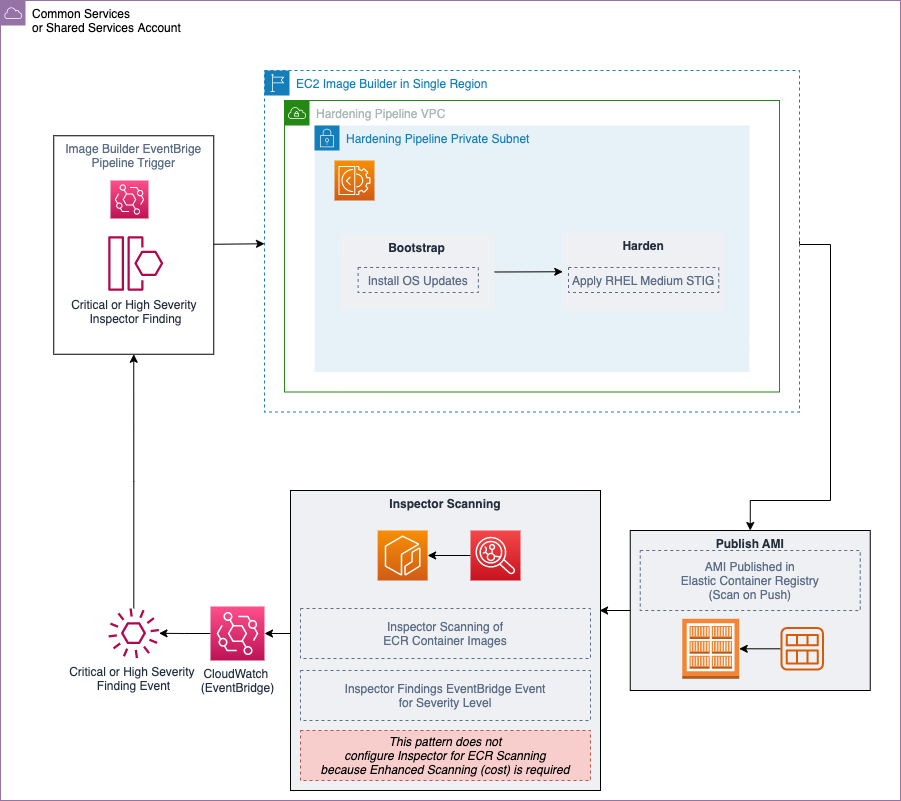 Common Services
or Shared Services Account
EC2 Image Builder in Single Region
Hardening Pipeline VPC
Hardening Pipeline Private Subnet
Image Builder EventBrige
Pipeline Trigger
Critical or High Severity
Inspector Finding
Bootstrap
Install OS Updates
Harden
Apply RHEL Medium STIG
Inspector Scanning
Inspector Scanning of
ECR Container Images
Inspector Findings EventBridge Event
for Severity Level
This pattern does not
configure Inspector for ECR Scanning
because Enhanced Scanning (cost) is required
Publish AMI
AMI Published in
Elastic Container Registry
(Scan on Push)
Critical or High Severity
Finding Event
CloudWatch
(EventBridge)